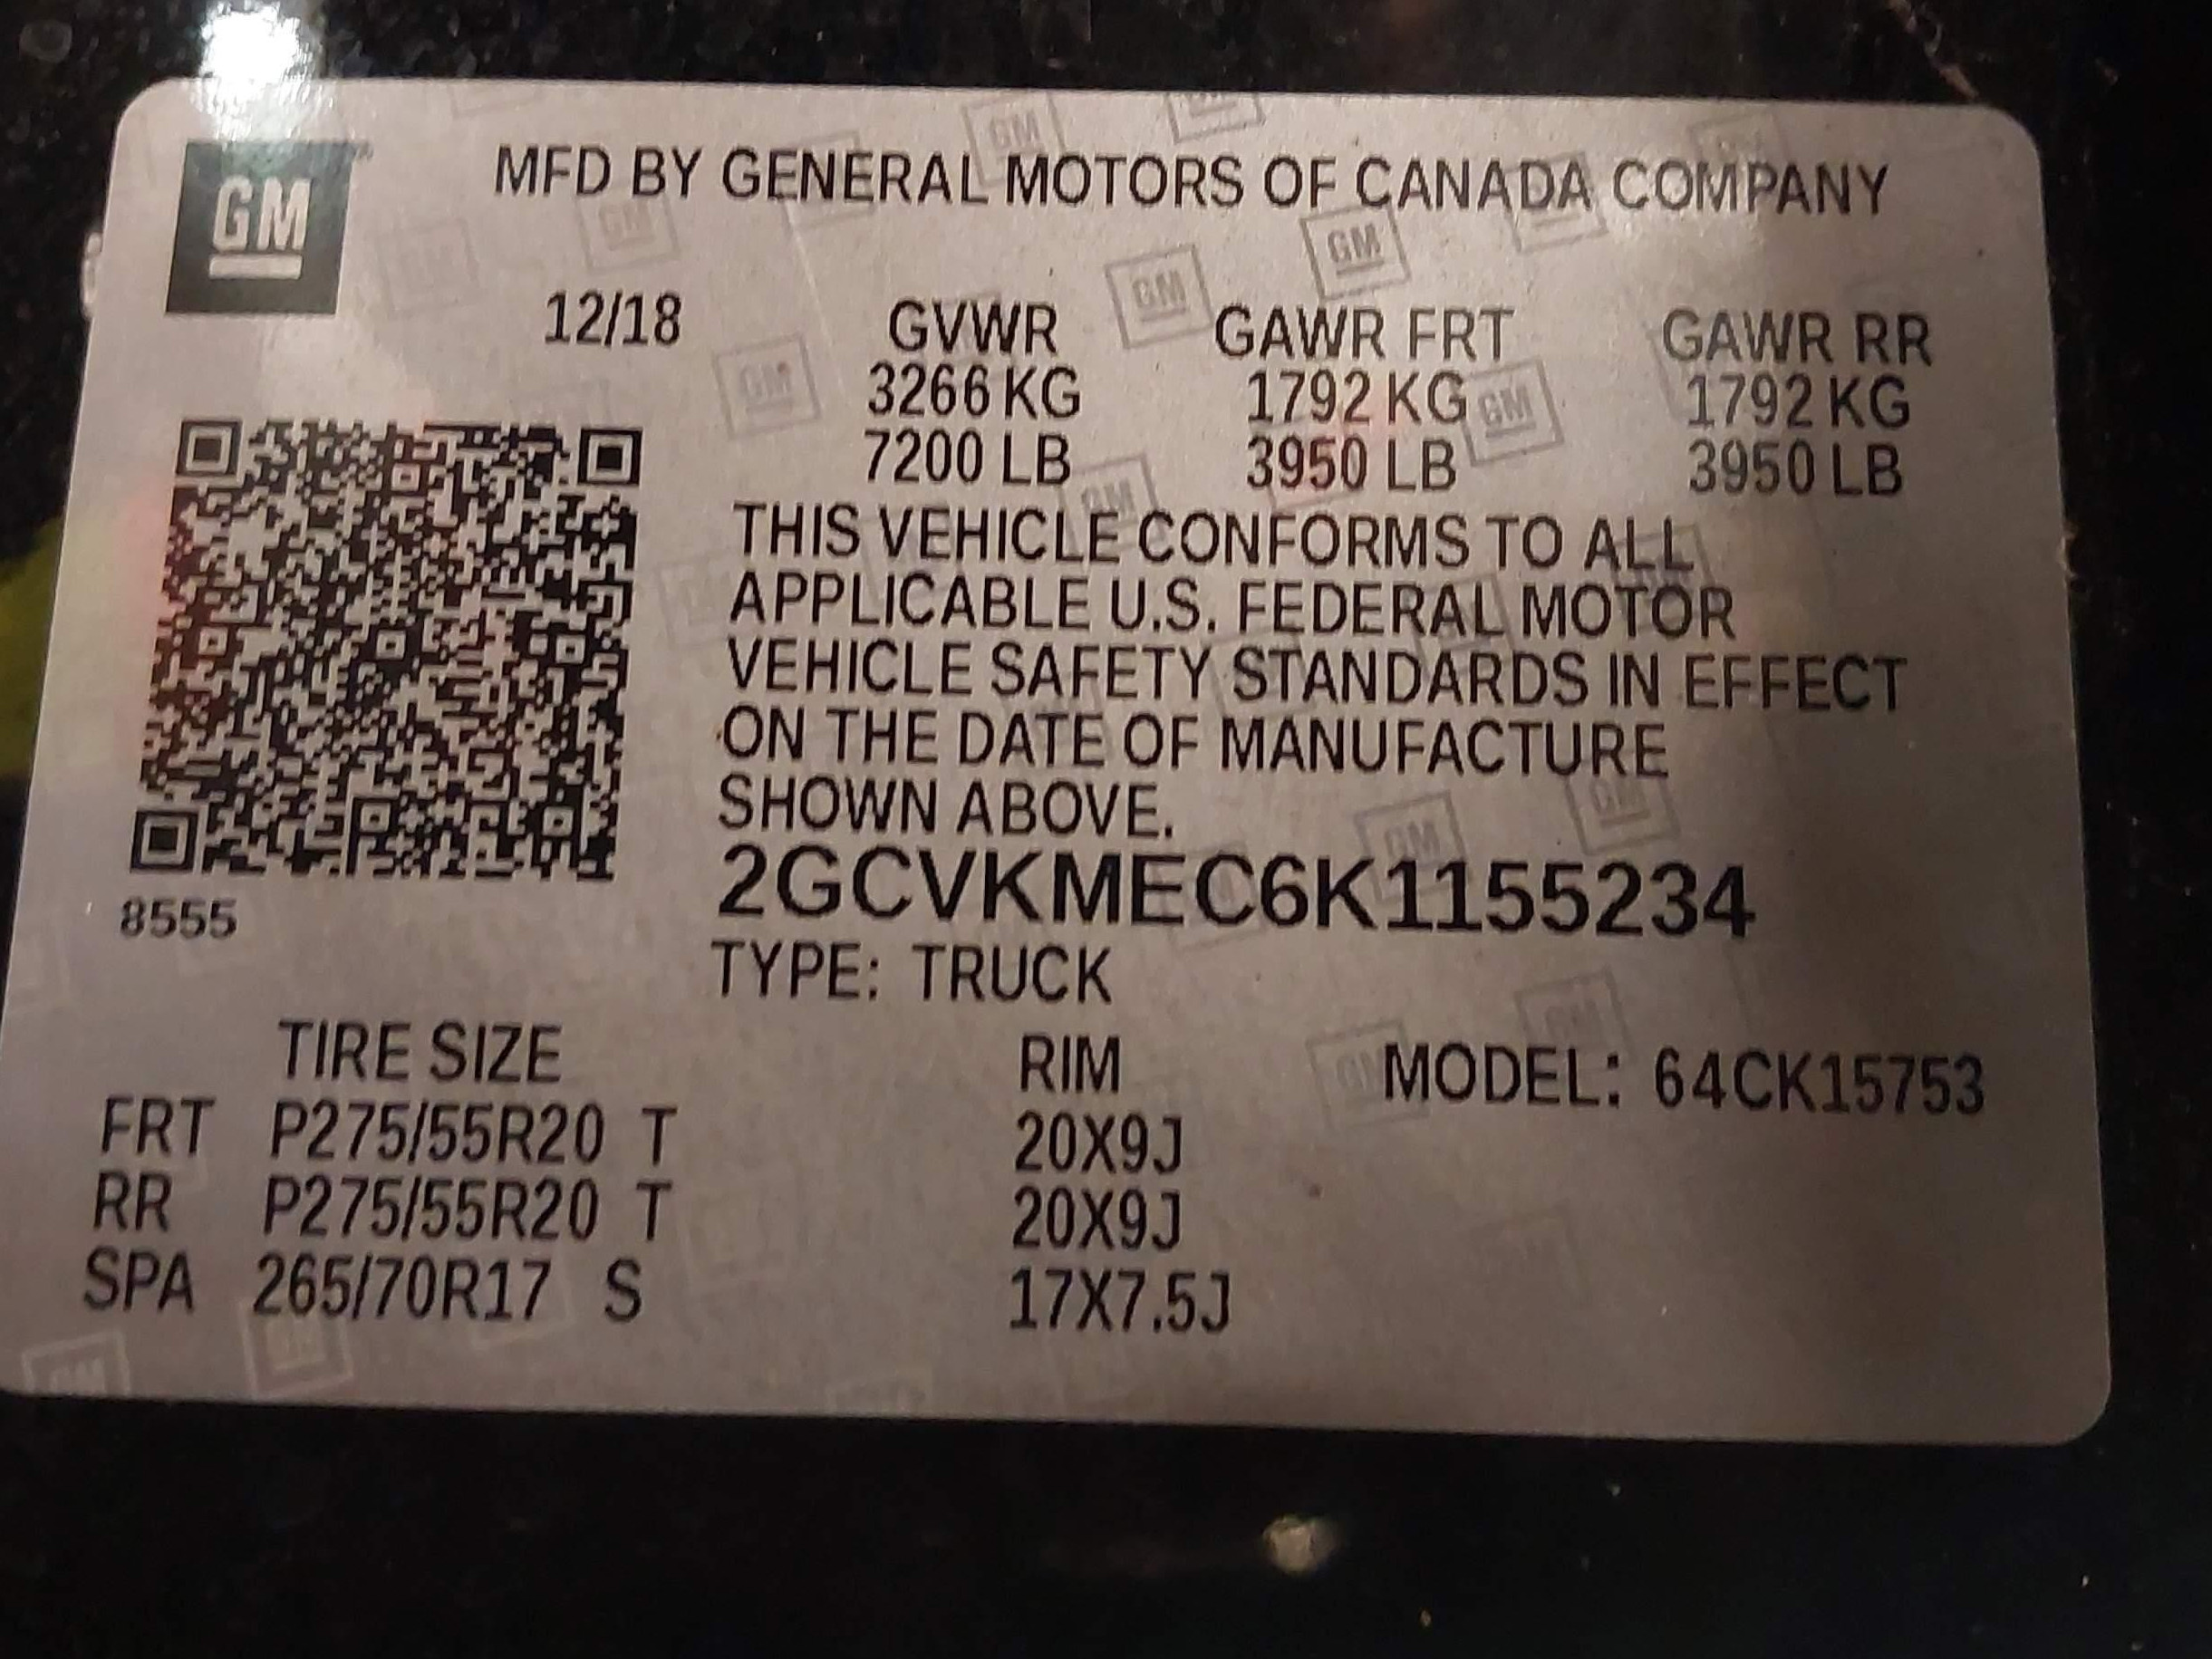 GM
MFD BY GENERAL MOTORS OF CANADA COMPANY
12/18 GVWR GAWR FRT GAWR RR
3266 KG 1792 KG 1792 KG
7200 LB 3950 LB 3950 LB
THIS VEHICLE CONFORMS TO ALL
APPLICABLE U.S. FEDERAL MOTOR
VEHICLE SAFETY STANDARDS IN EFFECT
ON THE DATE OF MANUFACTURE
SHOWN ABOVE.
2GCVKMEC6K1155234
8555
TYPE: TRUCK
TIRE SIZE RIM MODEL: 64CK15753
FRT P275/55R20 T 20X9J
RR P275/55R20 T 20X9J
SPA 265/70R17 S 17X7.5J